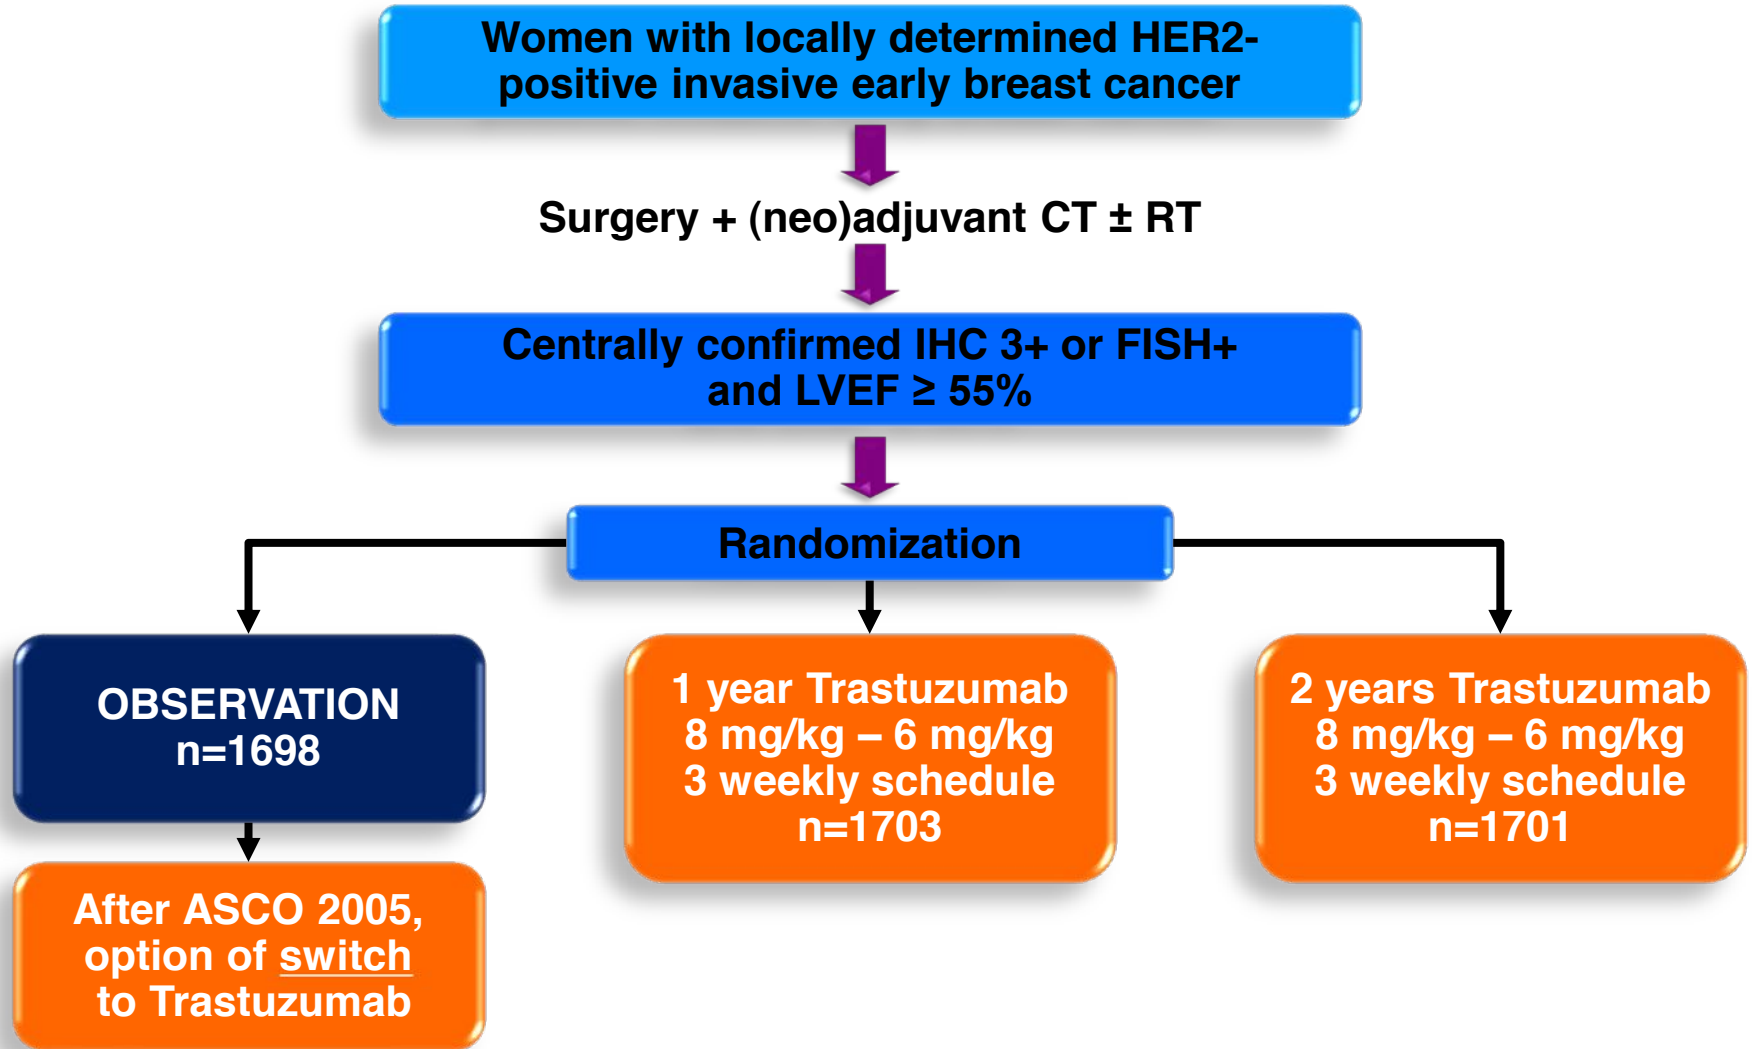 Women with locally determined HER2-
positive invasive early breast cancer
Surgery + (neo)adjuvant CT ± RT
Centrally confirmed IHC 3+ or FISH+
and LVEF ≥ 55%
Randomization
OBSERVATION
n=1698
1 year Trastuzumab
8 mg/kg – 6 mg/kg
3 weekly schedule
n=1703
2 years Trastuzumab
8 mg/kg – 6 mg/kg
3 weekly schedule
n=1701
After ASCO 2005,
option of switch
to Trastuzumab